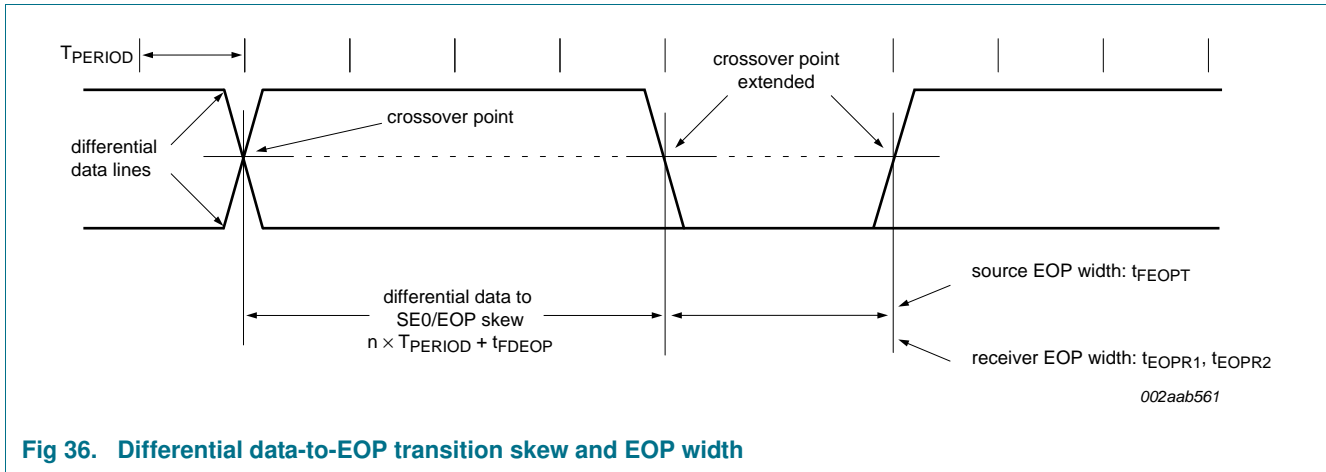 TPERIOD
crossover point
extended
crossover point
differential
data lines
differential data to
SE0/EOP skew
n × TPERIOD + tFDEOP
source EOP width: tFEOPT
receiver EOP width: tEOPR1, tEOPR2
002aab561
Fig 36. Differential data-to-EOP transition skew and EOP width